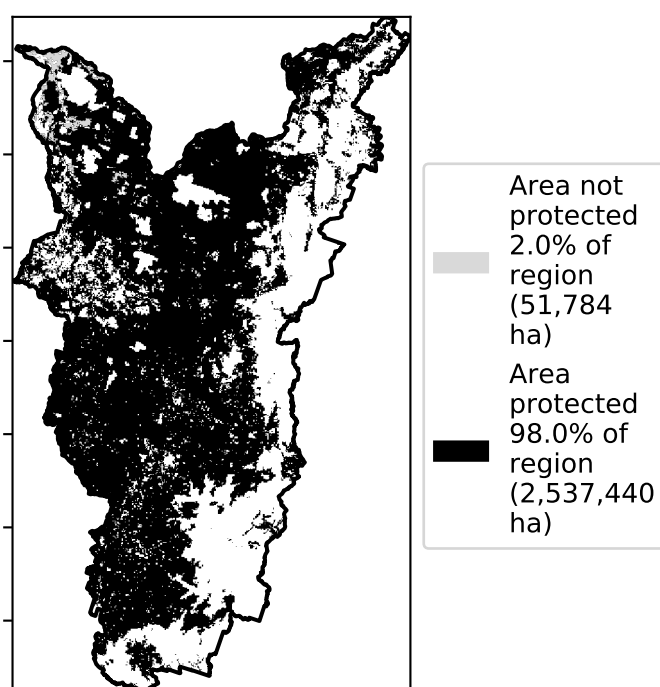 Area not
protected
2.0% of
region
(51,784
ha)
Area
protected
98.0% of
region
(2,537,440
ha)